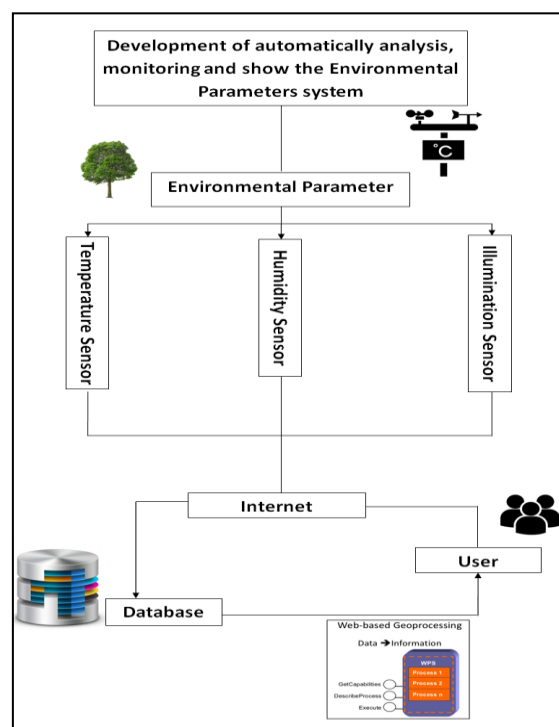 Development of automatically analysis,
monitoring and show the Environmental
Parameters system
°C
Environmental Parameter
Temperature Sensor
Humidity Sensor
Illumination Sensor
Internet
User
Database
Web-based Geoprocessing
Data ➔Information
WPS
Process 1
Process 2
Process n
GetCapabilities
DescribeProcess
Execute